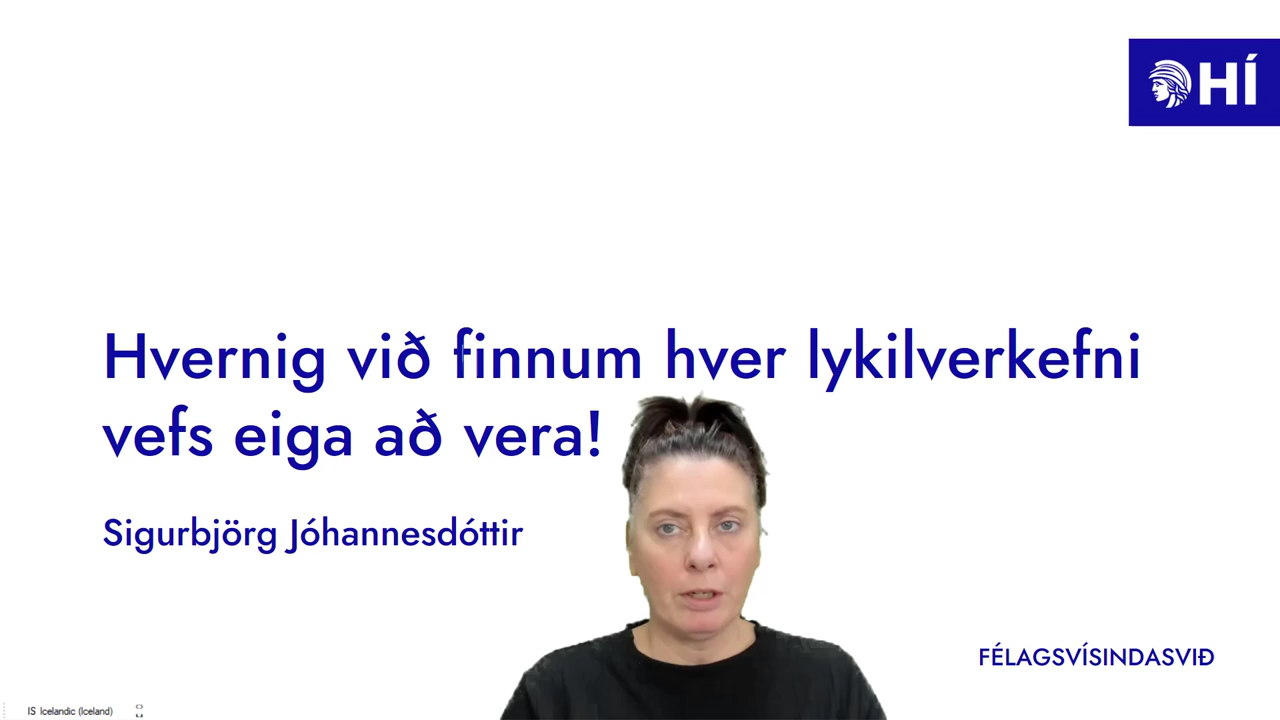 HÍ
Hvernig við finnum hver lykilverkefni
vefs eiga að vera!
Sigurbjörg Jóhannesdóttir
FÉLAGSVÍSINDASVIÐ
IS Icelandic (Iceland)